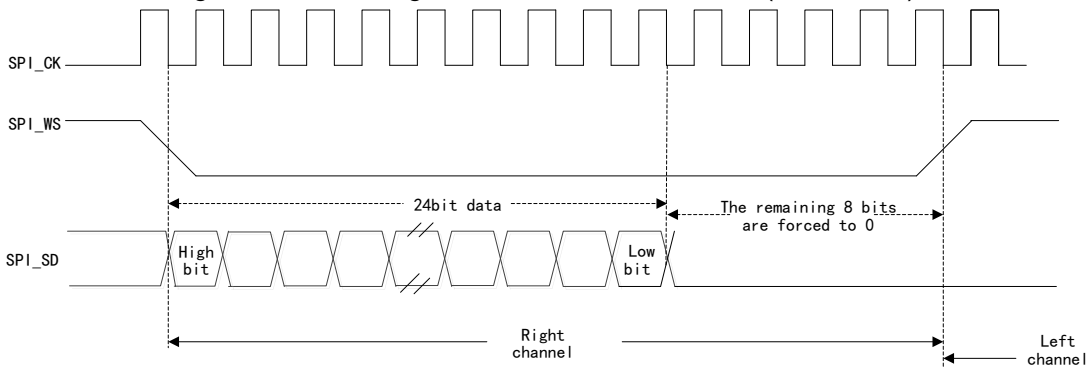 SPI_CK
SPI_WS
24bit data
The remaining 8 bits
are forced to 0
SPI_SD
High
bit
Low
bit
Right
channel
Left
channel